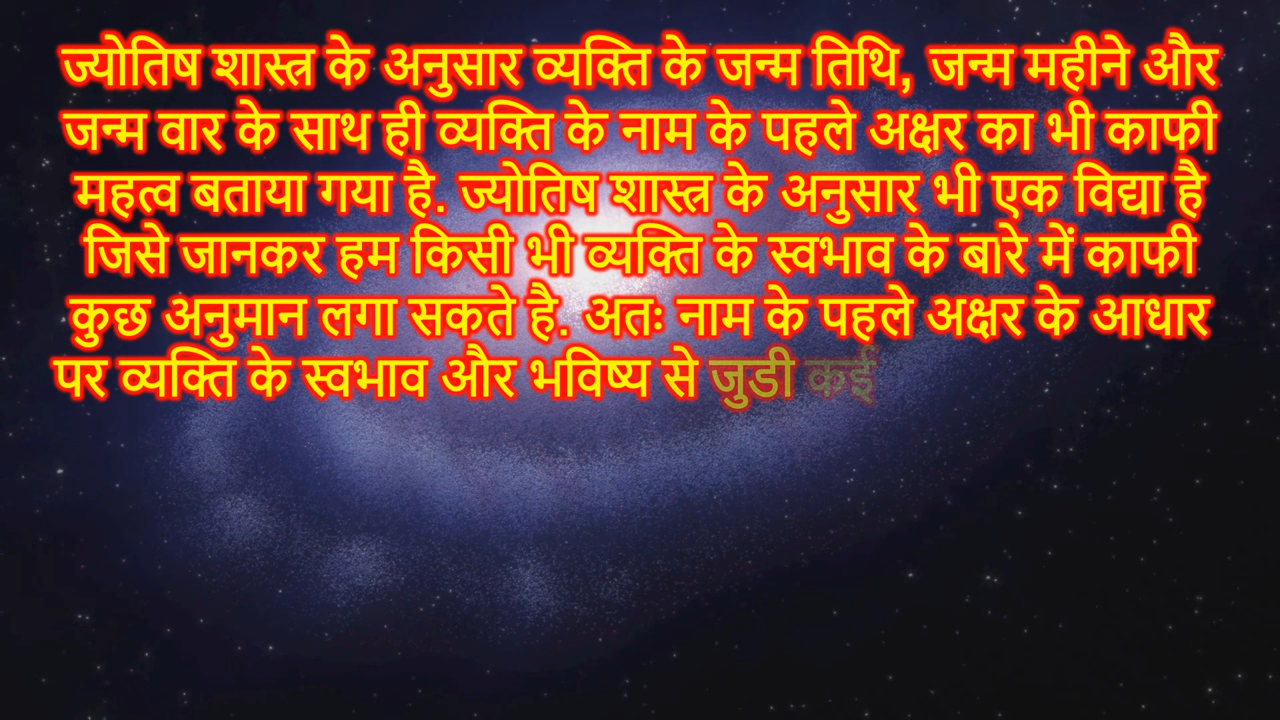 ज्योतिष शास्त्र के अनुसार व्यक्ति के जन्म तिथि, जन्म महीने और
जन्म वार के साथ ही व्यक्ति के नाम के पहले अक्षर का भी काफी
महत्व बताया गया है. ज्योतिष शास्त्र के अनुसार भी एक विद्या है
जिसे जानकर हम किसी भी व्यक्ति के स्वभाव के बारे में काफी
कुछ अनुमान लगा सकते है. अतः नाम के पहले अक्षर के आधार
पर व्यक्ति के स्वभाव और भविष्य से जुडी कई